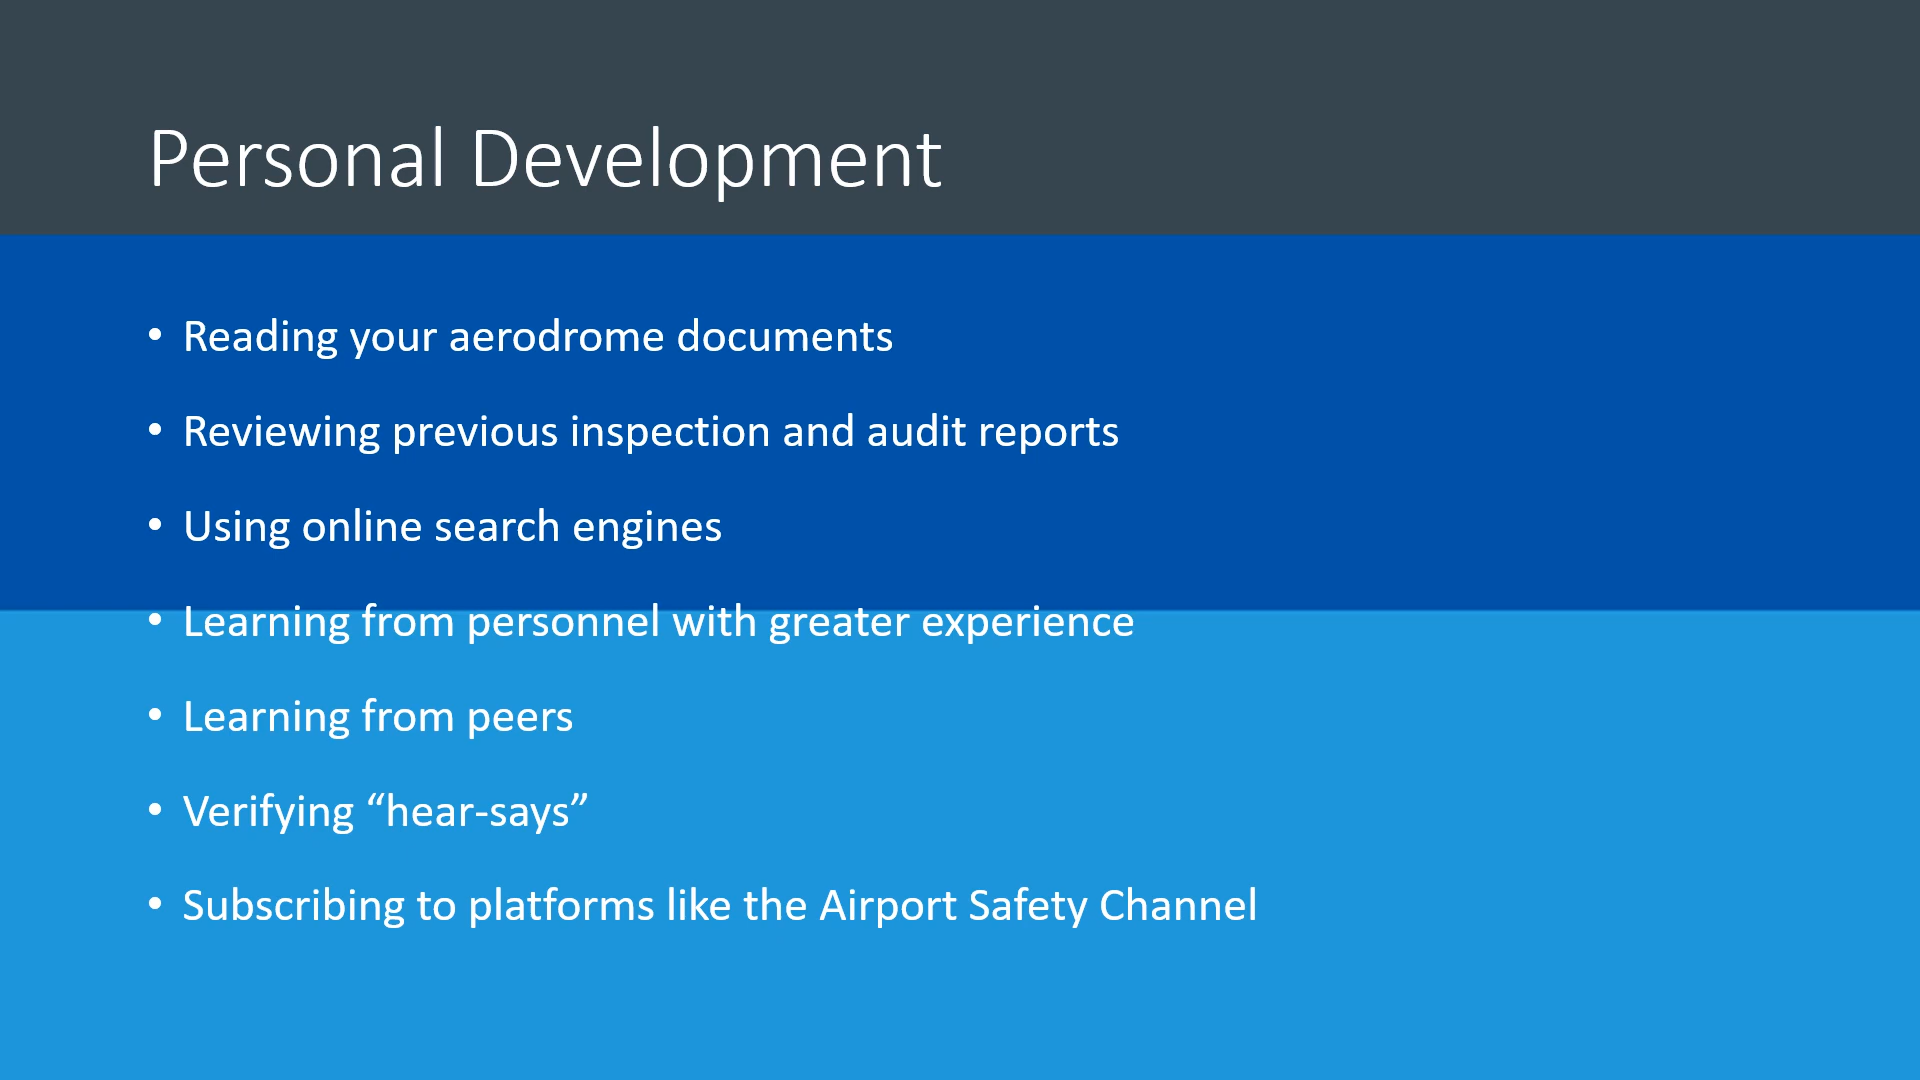 Personal Development
• Reading your aerodrome documents
• Reviewing previous inspection and audit reports
• Using online search engines
• Learning from personnel with greater experience
• Learning from peers
• Verifying “hear-says”
• Subscribing to platforms like the Airport Safety Channel